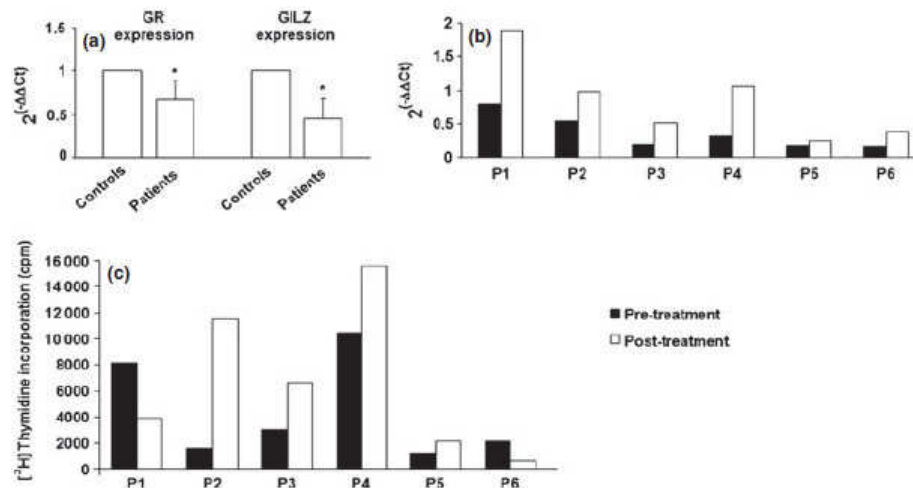 (a)
GR expression
GILZ expression
2(-ΔΔCt)
1.5
1
0.5
0
*
*
Controls
Patients
Controls
Patients
(b)
2(-ΔΔCt)
2
1.5
1
0.5
0
P1 P2 P3 P4 P5 P6
(c)
[3H] Thymidine incorporation (cpm)
16 000
14 000
12 000
10 000
8000
6000
4000
2000
0
P1 P2 P3 P4 P5 P6
Pre-treatment
Post-treatment